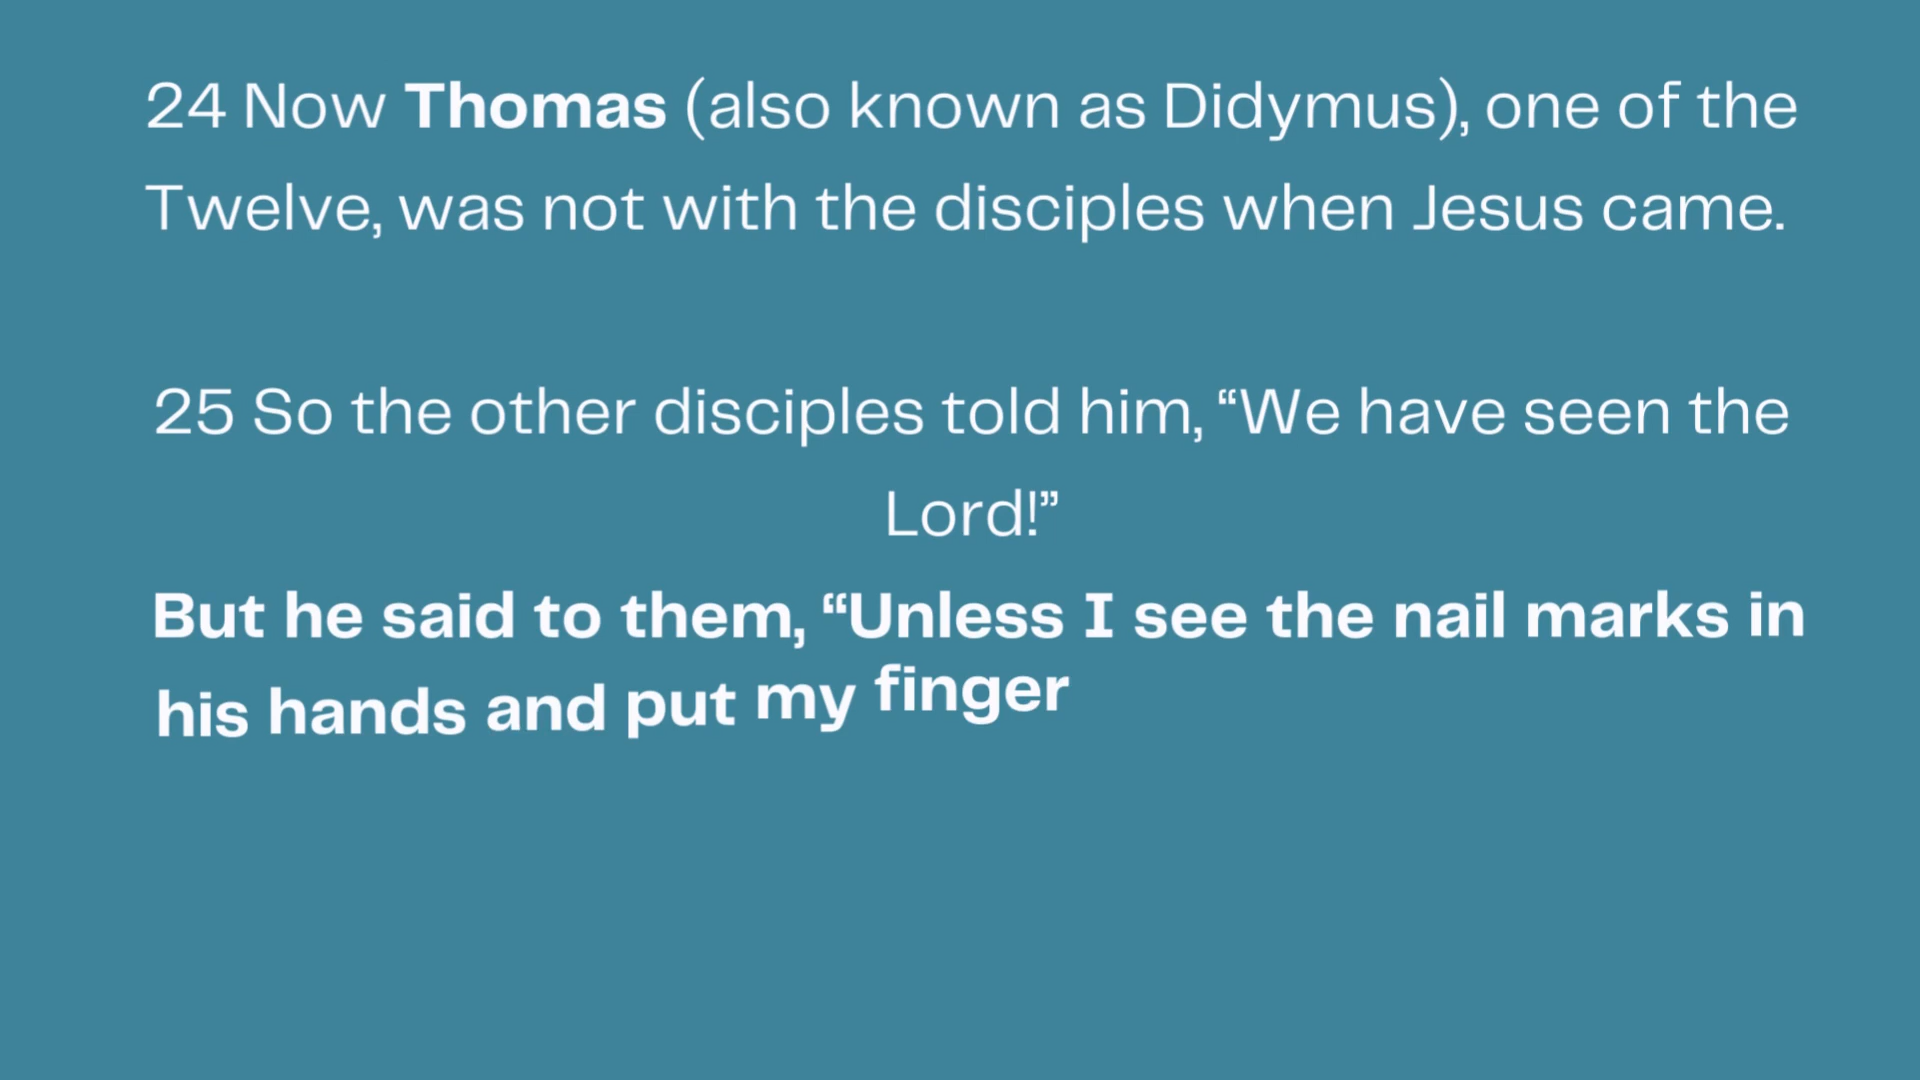 24 Now Thomas (also known as Didymus), one of the
Twelve, was not with the disciples when Jesus came.
25 So the other disciples told him, “We have seen the
Lord!”
But he said to them, “Unless I see the nail marks in
his hands and put my finger